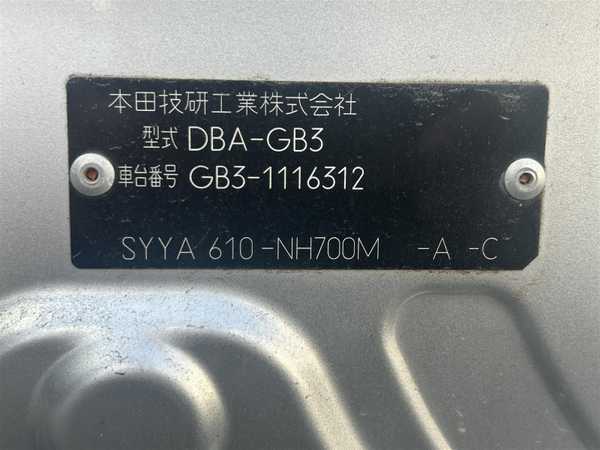 本田技研工業株式会社
型式 DBA-GB3
車台番号 GB3-1116312
SYYA 610-NH700M -A -C